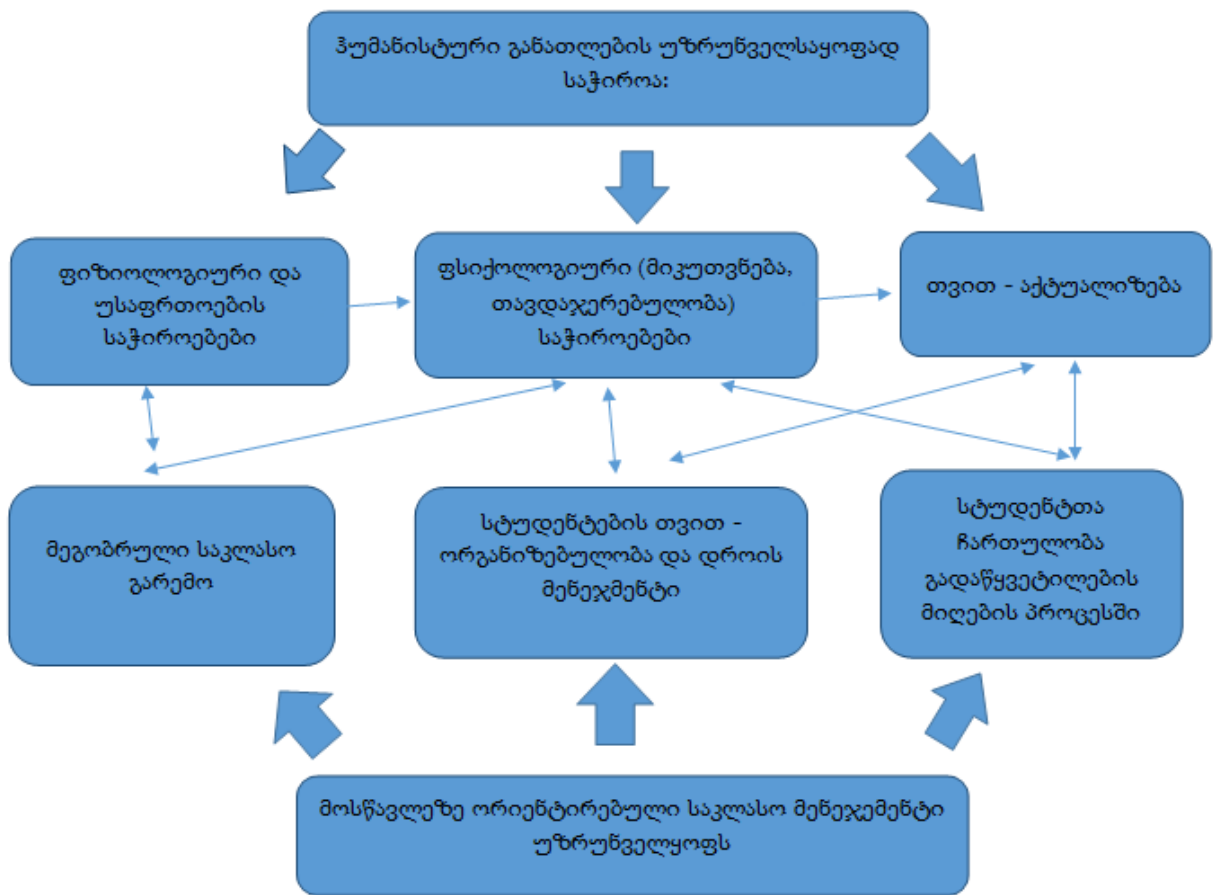 ჰუმანისტური განათლების უზრუნველსაყოფად
საჭიროა:
ფიზიოლოგიური და
უსაფრთოების
საჭიროებები
ფსიქოლოგიური (მიკუთვნება,
თავდაჯერებულობა)
საჭიროებები
თვით - აქტუალიზება
მეგობრული საკლასო
გარემო
სტუდენტების თვით -
ორგანიზებულობა და დროის
მენეჯმენტი
სტუდენტთა
ჩართულობა
გადაწყვეტილების
მიღების პროცესში
მოსწავლეზე ორიენტირებული საკლასო მენეჯემენტი
უზრუნველყოფს